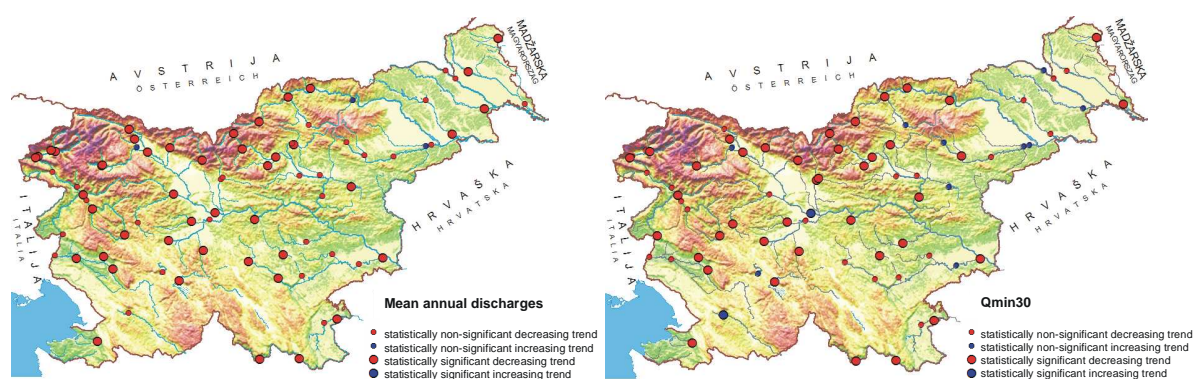 AVSTRIJA
ÖSTERREICH
MADŽARSKA
MAGYARORSZÁG
HRVAŠKA
HRVATSKA
ITALIJA
ITALIA
Mean annual discharges
statistically non-significant decreasing trend
statistically non-significant increasing trend
statistically significant decreasing trend
statistically significant increasing trend
AVSTRIJA
ÖSTERREICH
MADŽARSKA
MAGYARORSZÁG
HRVAŠKA
HRVATSKA
ITALIJA
ITALIA
Qmin30
statistically non-significant decreasing trend
statistically non-significant increasing trend
statistically significant decreasing trend
statistically significant increasing trend